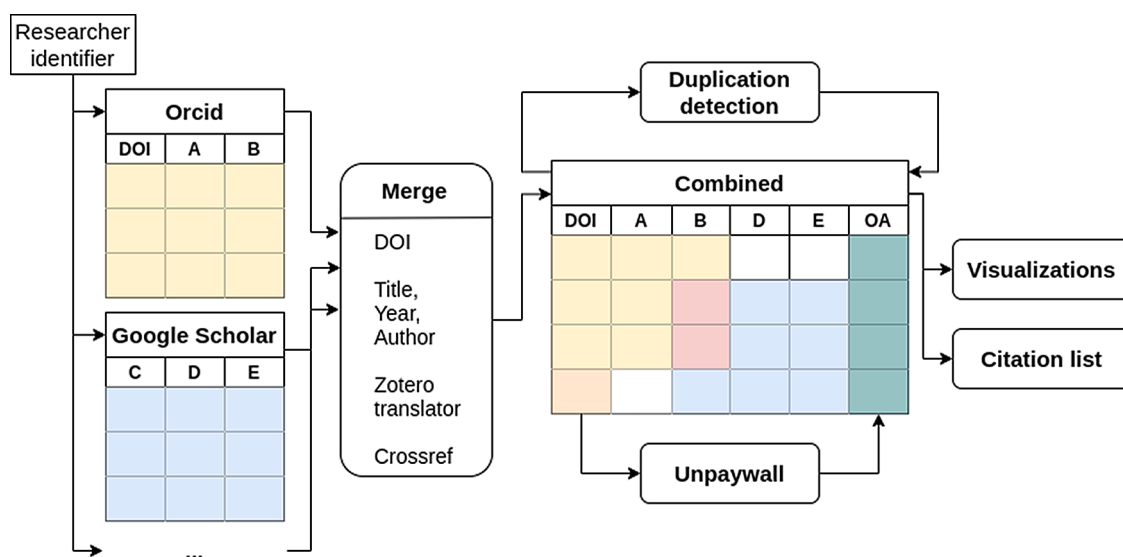 Researcher
identifier
Orcid
DOI A B
Google Scholar
C D E
...
Merge
DOI
Title,
Year,
Author
Zotero
translator
Crossref
Duplication
detection
Combined
DOI A B D E OA
Unpaywall
Visualizations
Citation list